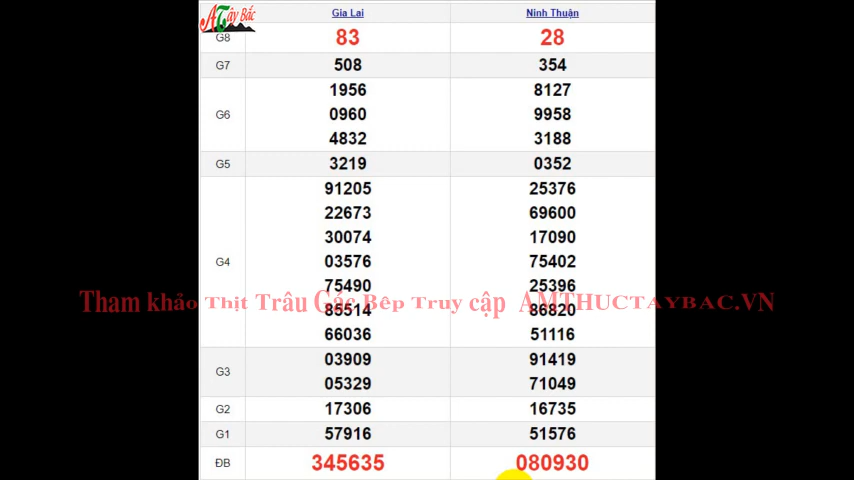 ATây Bắc
Gia Lai Ninh Thuận
G8 83 28
G7 508 354
1956 8127
G6 0960 9958
4832 3188
G5 3219 0352
91205 25376
22673 69600
30074 17090
G4 03576 75402
75490 25396
Tham khảo Thịt Trâu Gác Bếp Truy cập AMTHUCTAYBAC.VN
85514 86820
66036 51116
G3 03909 91419
05329 71049
G2 17306 16735
G1 57916 51576
ĐB 345635 080930